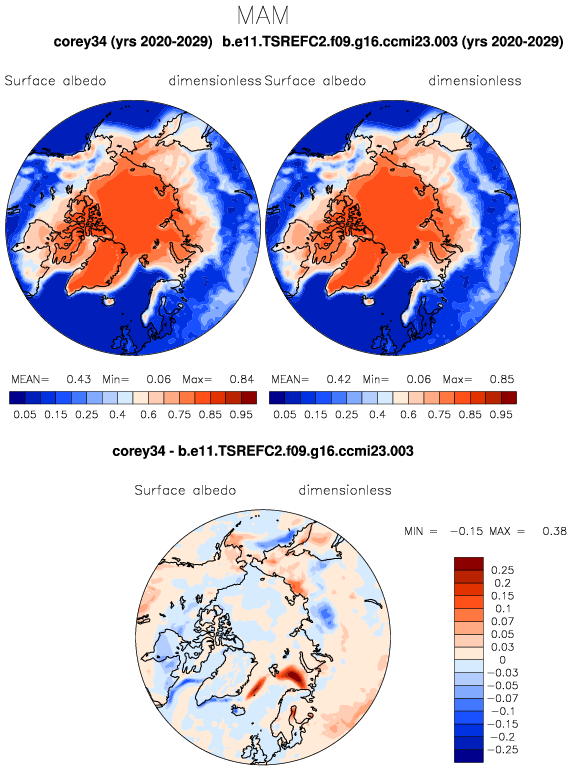 MAM
corey34 (yrs 2020-2029) b.e11.TSREFC2.f09.g16.ccmi23.003 (yrs 2020-2029)
Surface albedo dimensionless Surface albedo dimensionless
MEAN= 0.43 Min= 0.06 Max= 0.84 MEAN= 0.42 Min= 0.06 Max= 0.85
0.05 0.15 0.25 0.4 0.6 0.75 0.85 0.95 0.05 0.15 0.25 0.4 0.6 0.75 0.85 0.95
corey34 - b.e11.TSREFC2.f09.g16.ccmi23.003
Surface albedo dimensionless
MIN = -0.15 MAX = 0.38
0.25
0.2
0.15
0.1
0.07
0.05
0.03
0
-0.03
-0.05
-0.07
-0.1
-0.15
-0.2
-0.25